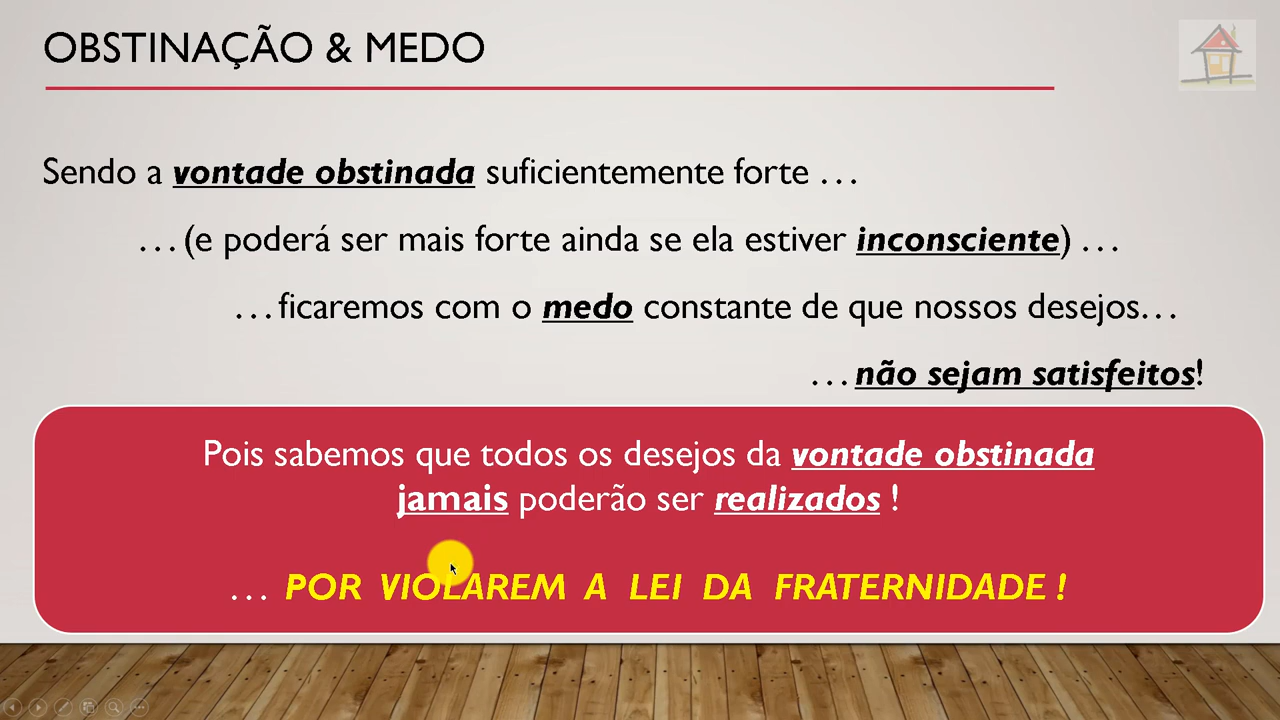 OBSTINAÇÃO & MEDO
Sendo a vontade obstinada suficientemente forte ...
... (e poderá ser mais forte ainda se ela estiver inconsciente) ...
...ficaremos com o medo constante de que nossos desejos...
...não sejam satisfeitos!
Pois sabemos que todos os desejos da vontade obstinada
jamais poderão ser realizados !
... POR VIOLAREM A LEI DA FRATERNIDADE !